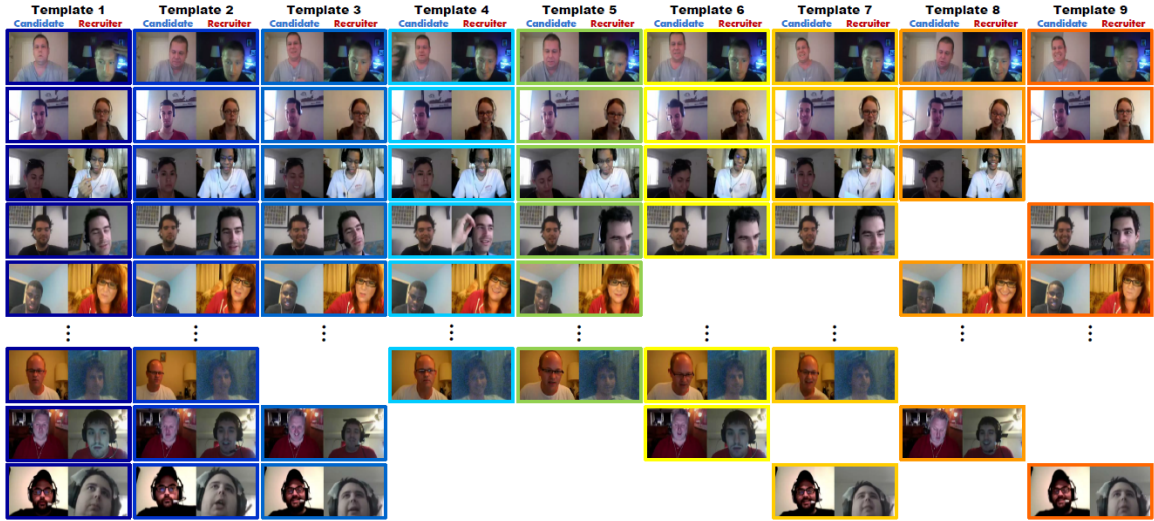 Template 1 Template 2 Template 3 Template 4 Template 5 Template 6 Template 7 Template 8 Template 9
Candidate Recruiter Candidate Recruiter Candidate Recruiter Candidate Recruiter Candidate Recruiter Candidate Recruiter Candidate Recruiter Candidate Recruiter Candidate Recruiter